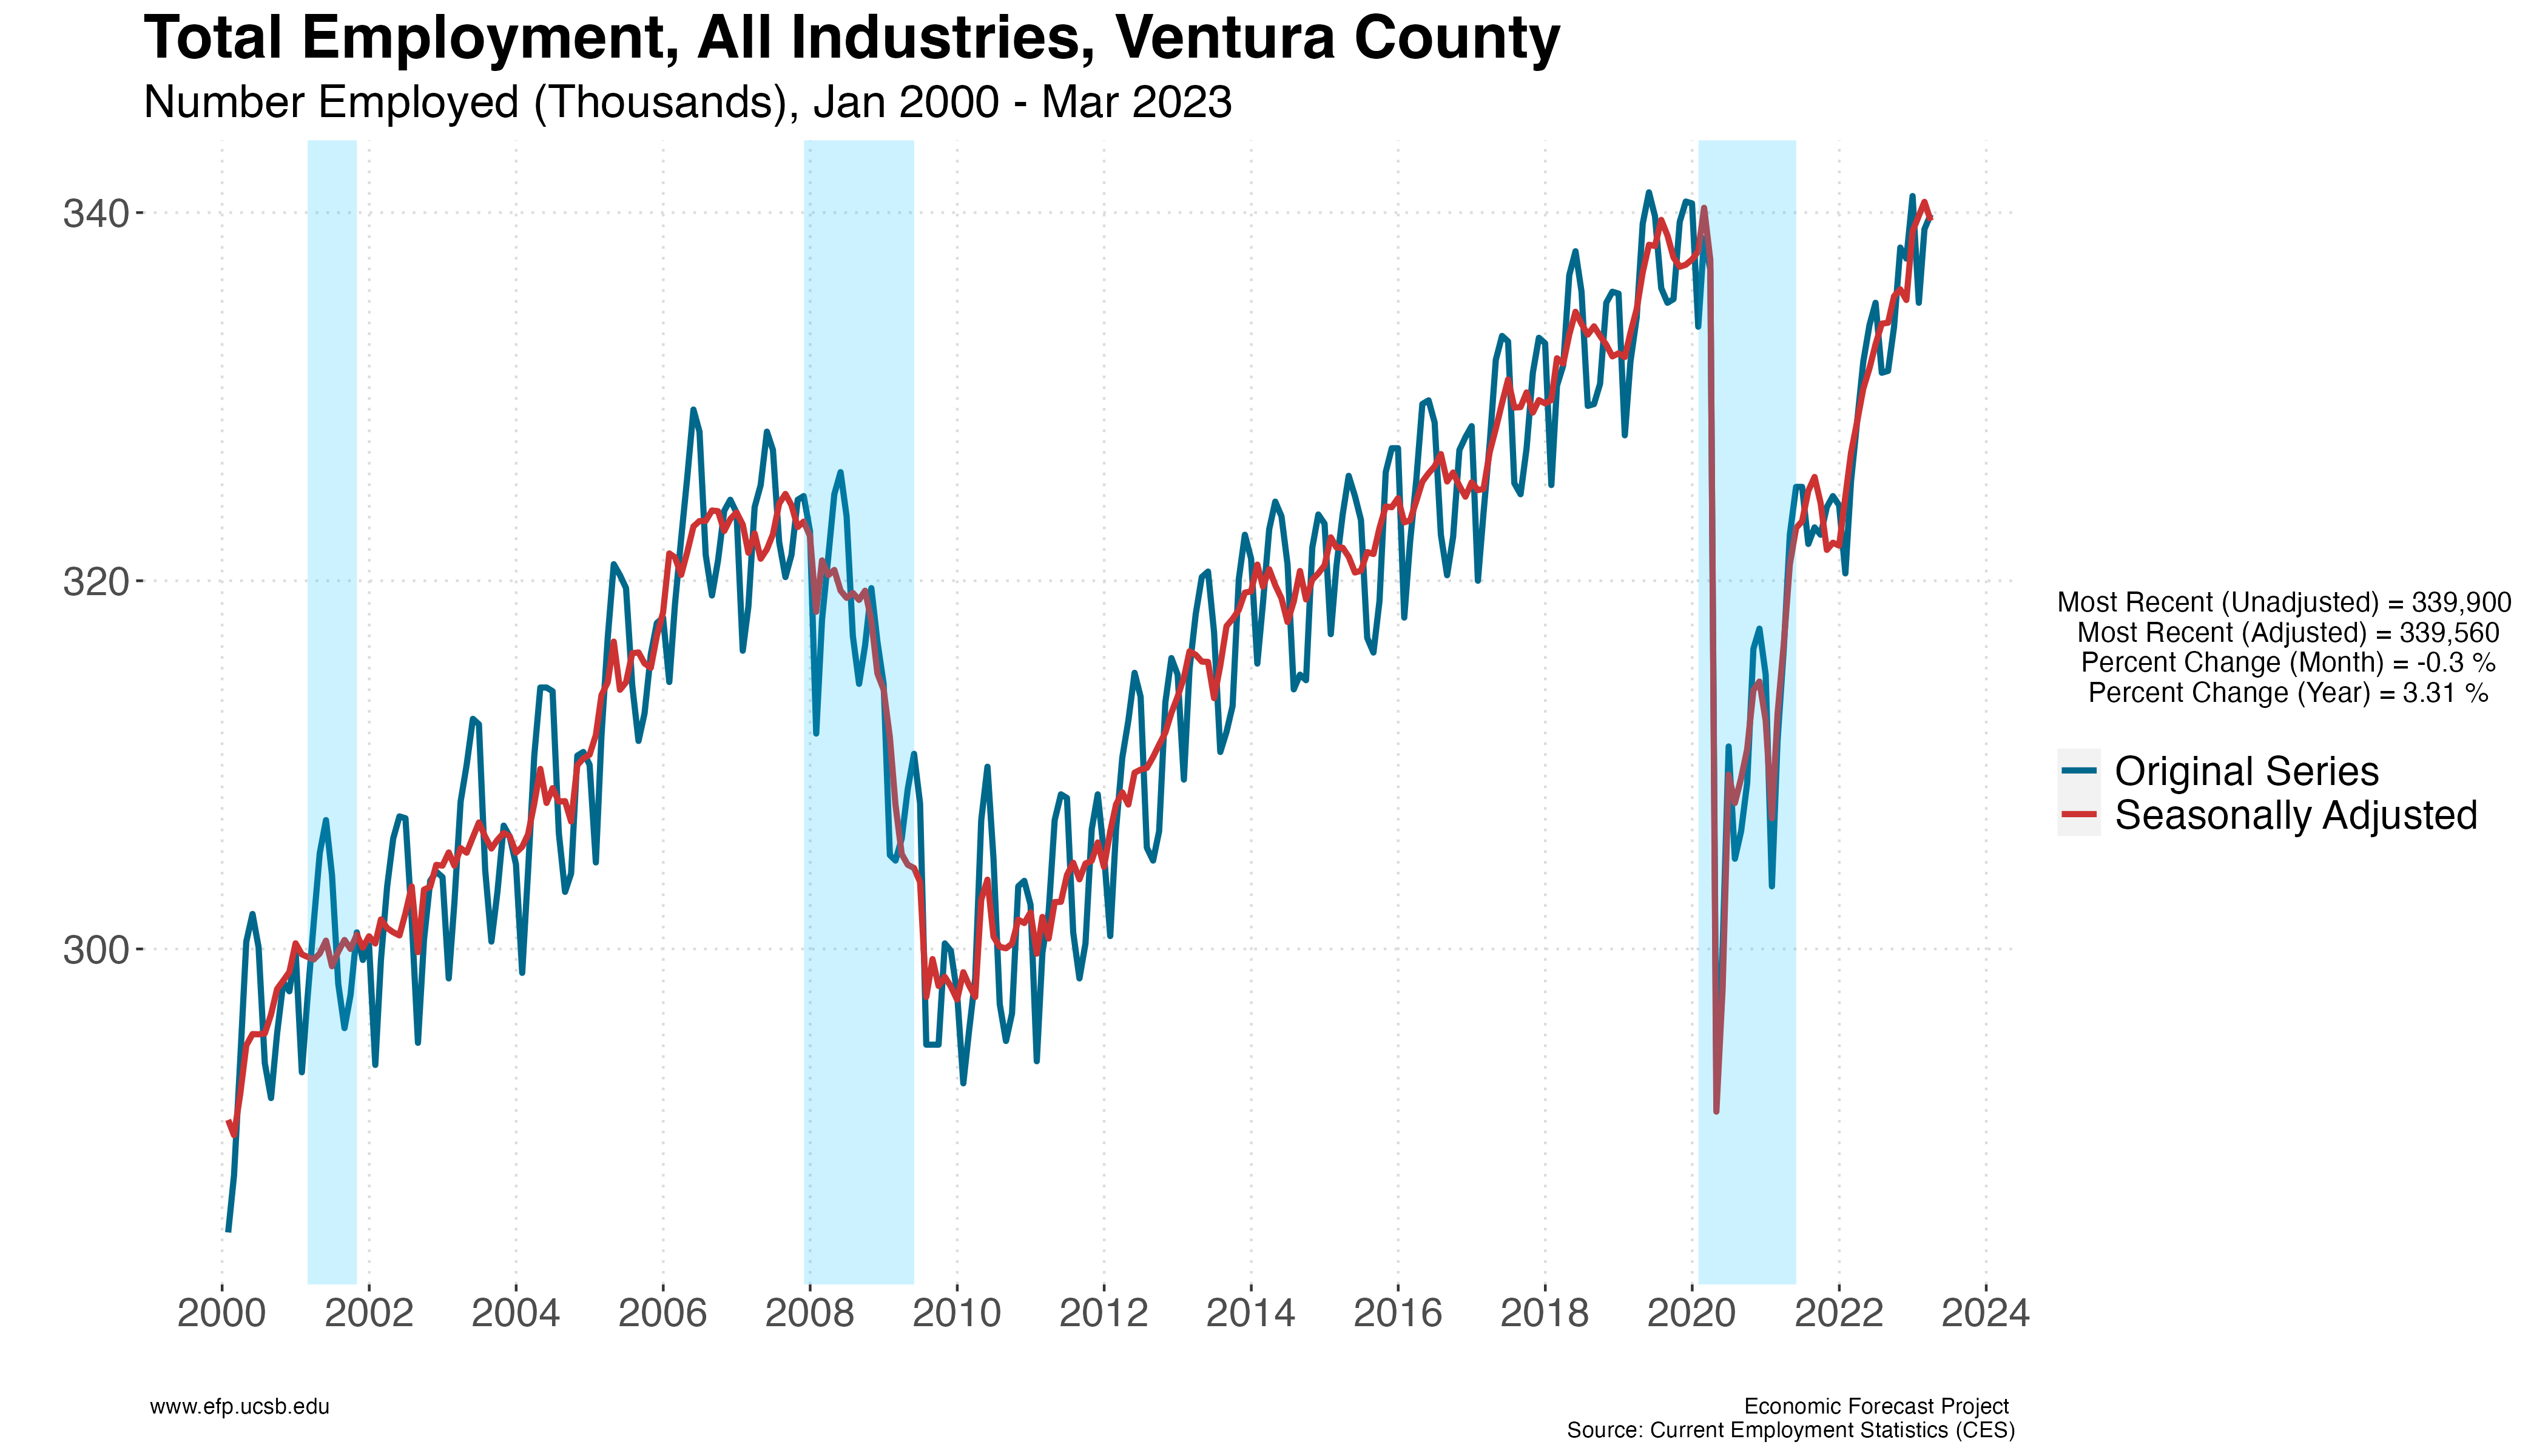 Total Employment, All Industries, Ventura County
Number Employed (Thousands), Jan 2000 - Mar 2023
340
320
300
Most Recent (Unadjusted) = 339,900
Most Recent (Adjusted) = 339,560
Percent Change (Month) = -0.3 %
Percent Change (Year) = 3.31 %
Original Series
Seasonally Adjusted
2000 2002 2004 2006 2008 2010 2012 2014 2016 2018 2020 2022 2024
www.efp.ucsb.edu
Economic Forecast Project
Source: Current Employment Statistics (CES)